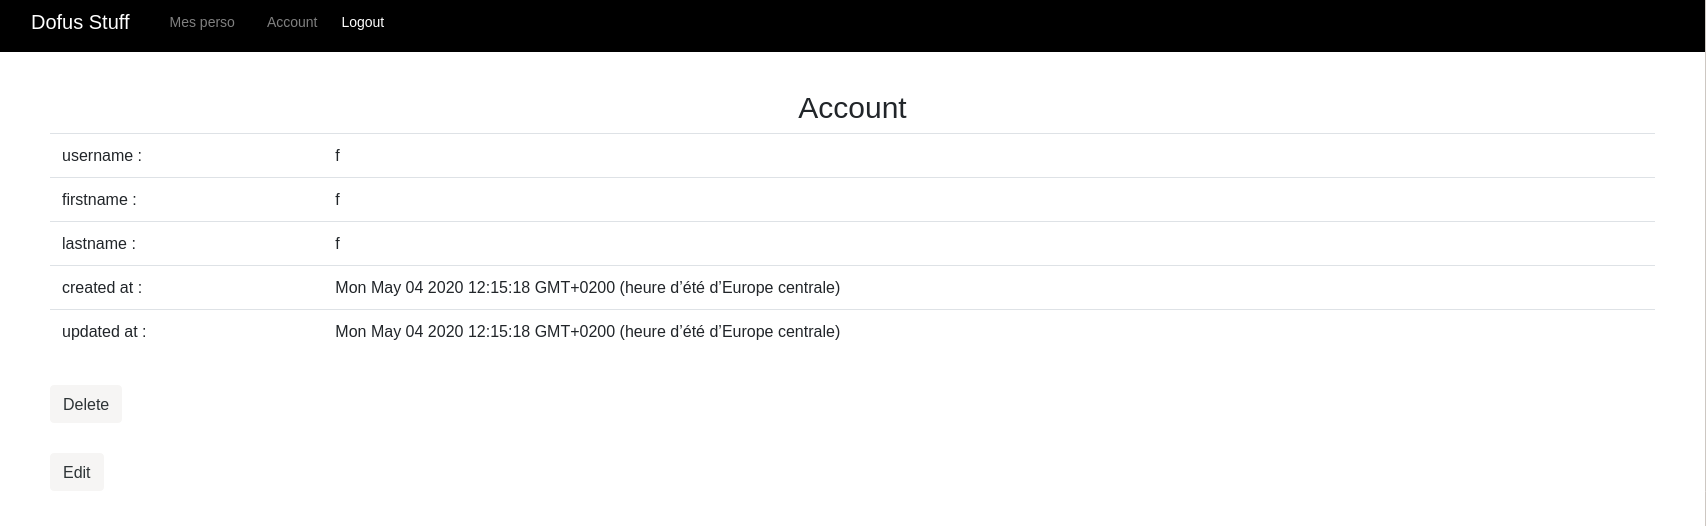 Dofus Stuff Mes perso Account Logout
Account
username : f
firstname : f
lastname : f
created at : Mon May 04 2020 12:15:18 GMT+0200 (heure d’été d’Europe centrale)
updated at : Mon May 04 2020 12:15:18 GMT+0200 (heure d’été d’Europe centrale)
Delete
Edit